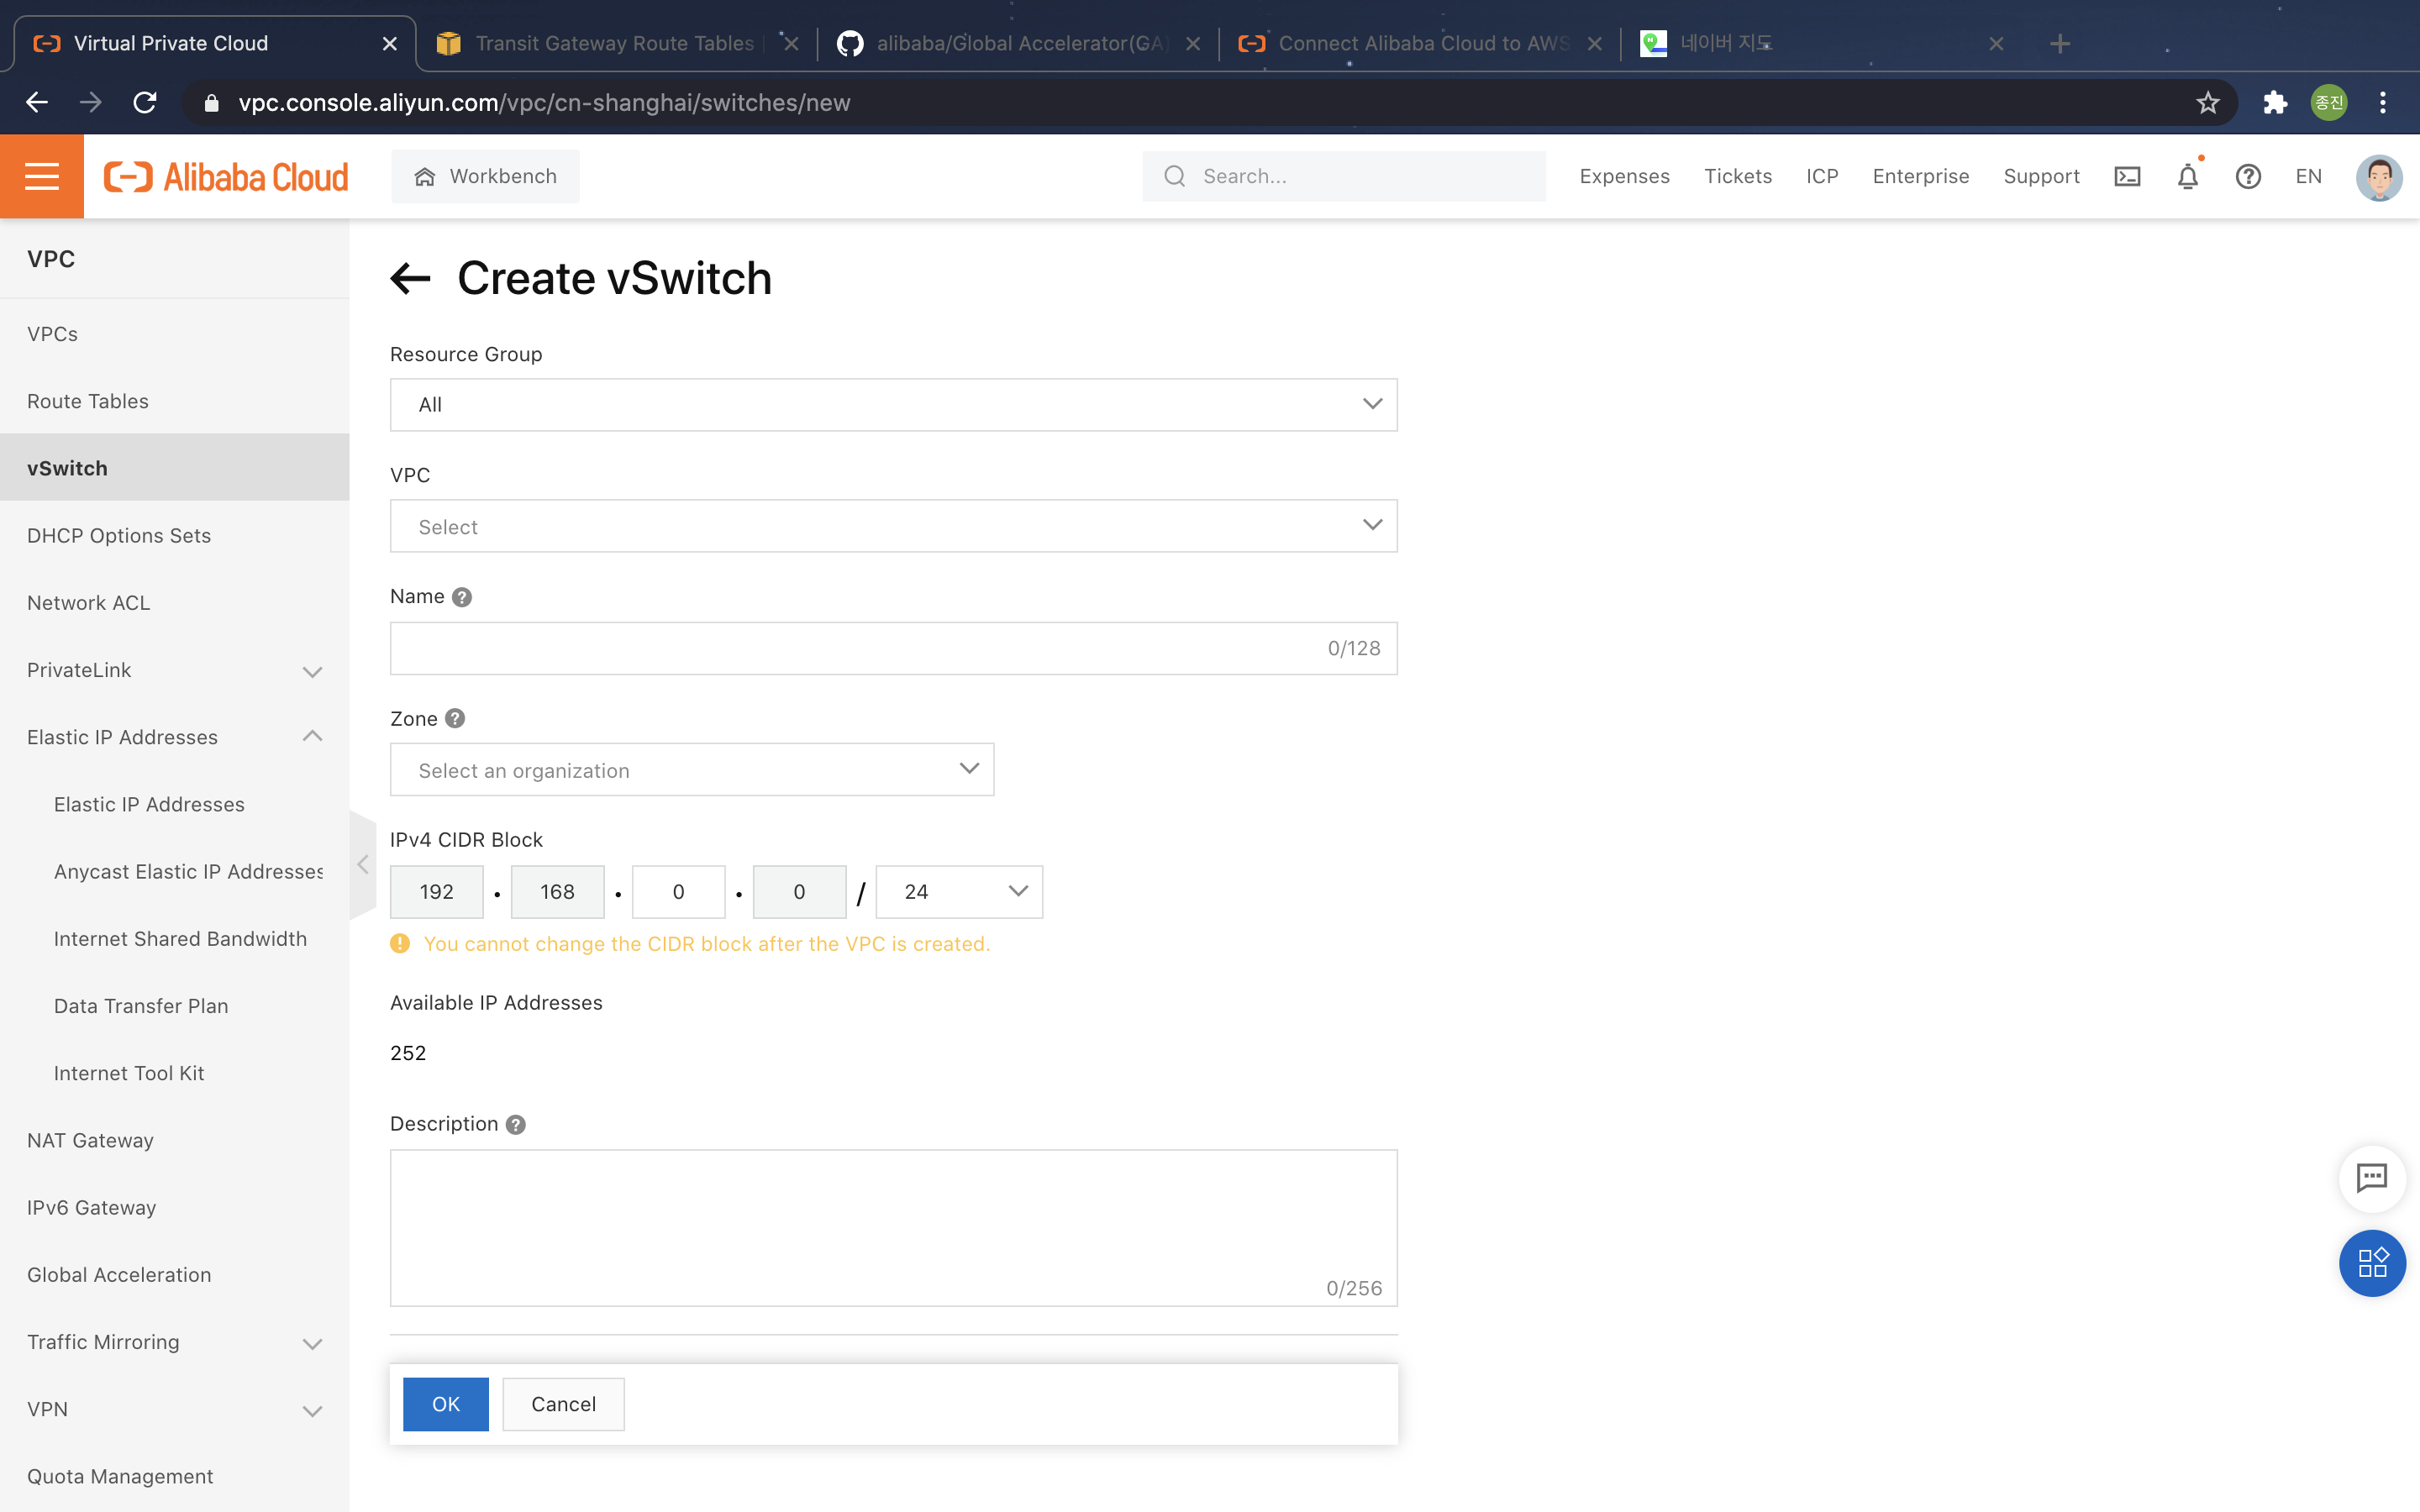 Virtual Private Cloud
Transit Gateway Route Tables
alibaba/Global Accelerator(GA)
Connect Alibaba Cloud to AWS
네이버 지도
vpc.console.aliyun.com/vpc/cn-shanghai/switches/new
종진
Alibaba Cloud
Workbench
Search...
Expenses
Tickets
ICP
Enterprise
Support
EN
VPC
VPCs
Route Tables
vSwitch
DHCP Options Sets
Network ACL
PrivateLink
Elastic IP Addresses
Elastic IP Addresses
Anycast Elastic IP Addresses
Internet Shared Bandwidth
Data Transfer Plan
Internet Tool Kit
NAT Gateway
IPv6 Gateway
Global Acceleration
Traffic Mirroring
VPN
Quota Management
Create vSwitch
Resource Group
All
VPC
Select
Name
0/128
Zone
Select an organization
IPv4 CIDR Block
192 . 168 . 0 . 0 / 24
You cannot change the CIDR block after the VPC is created.
Available IP Addresses
252
Description
0/256
OK
Cancel